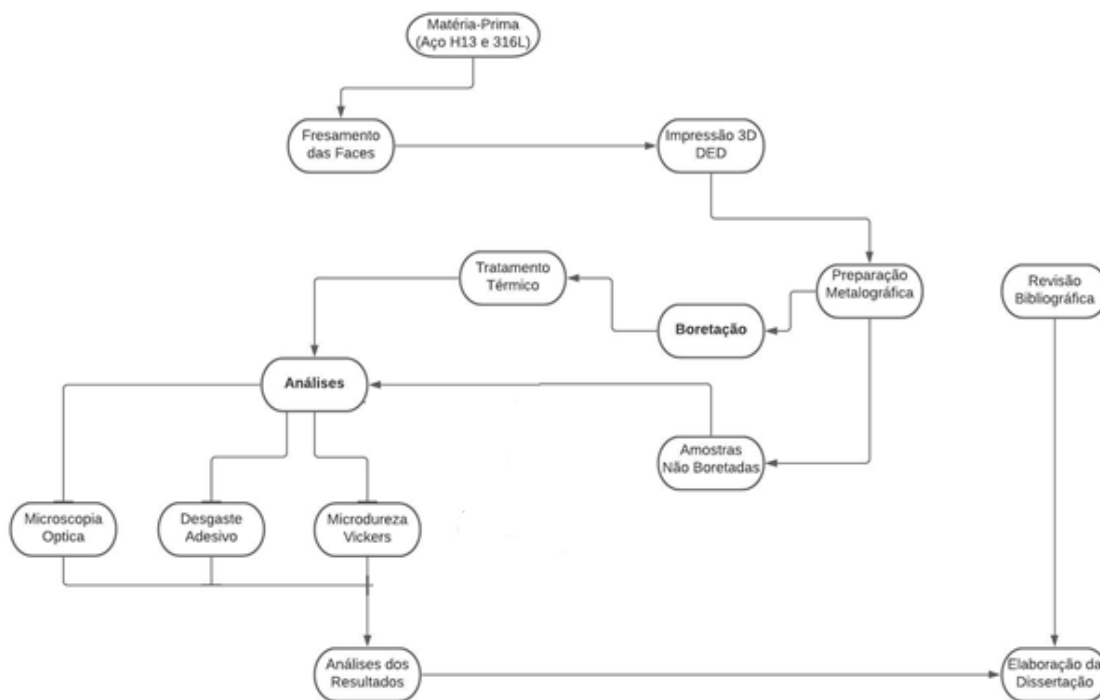 Matéria-Prima
(Aço H13 e 316L)
Fresamento
das Faces
Impressão 3D
DED
Tratamento
Térmico
Preparação
Metalográfica
Revisão
Bibliográfica
Boretação
Análises
Amostras
Não Boretadas
Microscopia
Optica
Desgaste
Adesivo
Microdureza
Vickers
Análises dos
Resultados
Elaboração da
Dissertação